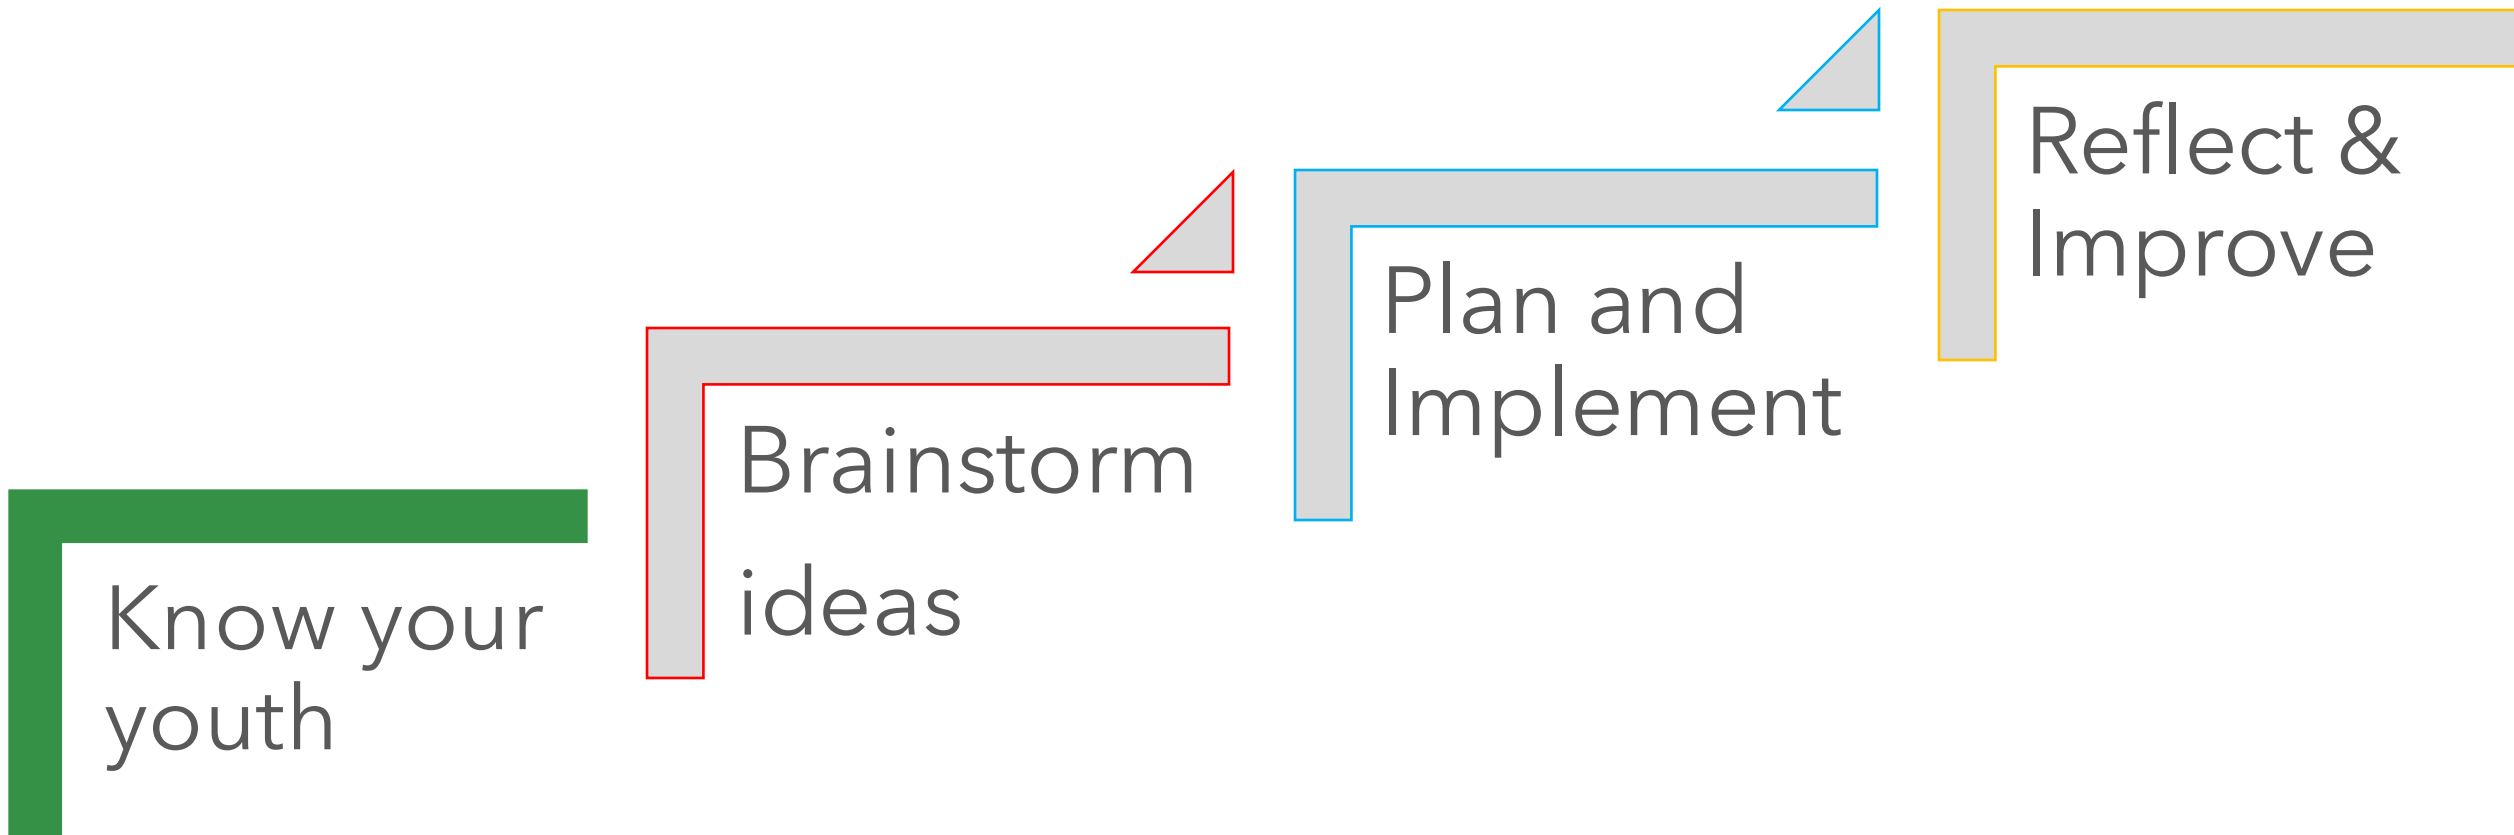 Know your
youth
Brainstorm
ideas
Plan and
Implement
Reflect &
Improve